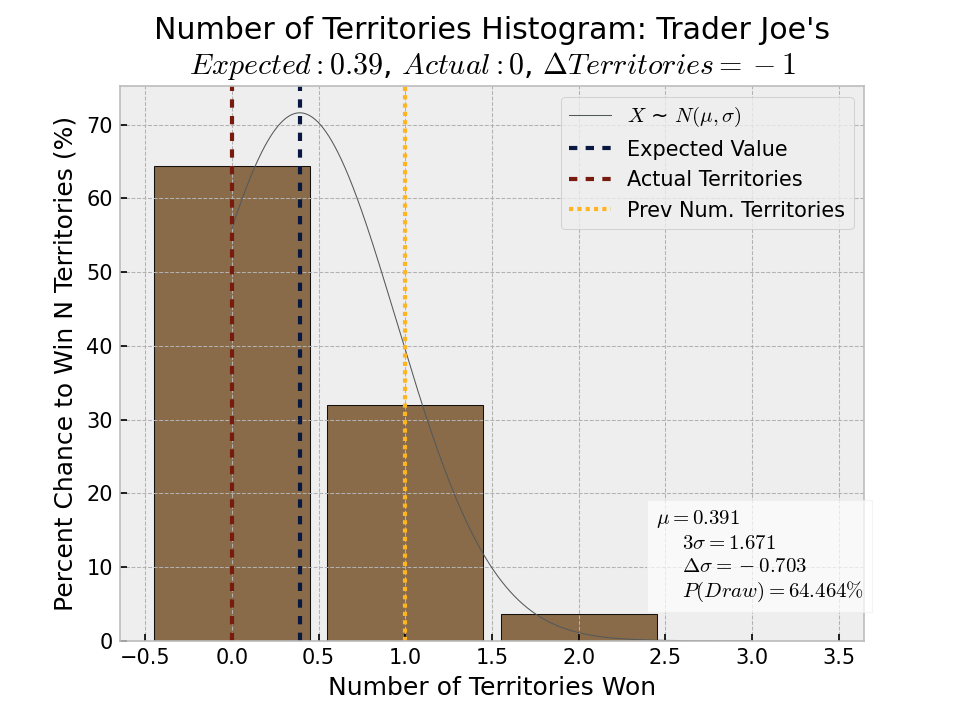 Number of Territories Histogram: Trader Joe's
Expected : 0.39, Actual : 0, ΔTerritories = −1
Percent Chance to Win N Territories (%)
70
60
50
40
30
20
10
0
X ~ N(μ, σ)
Expected Value
Actual Territories
Prev Num. Territories
μ = 0.391
3σ = 1.671
Δσ = −0.703
P(Draw) = 64.464%
−0.5 0.0 0.5 1.0 1.5 2.0 2.5 3.0 3.5
Number of Territories Won